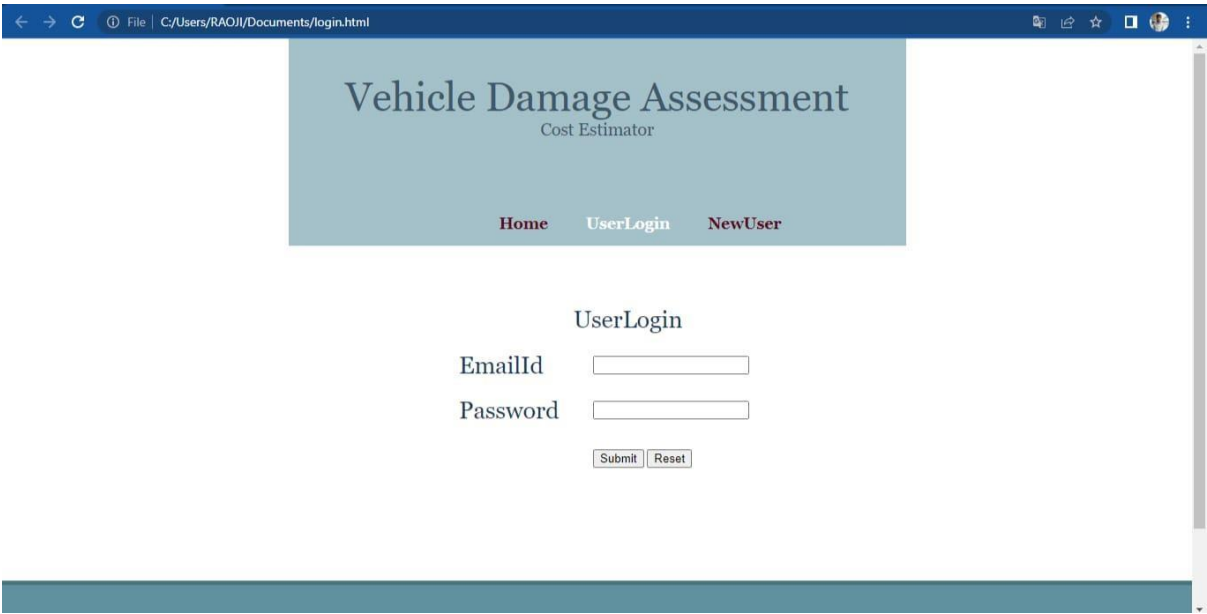 File | C:/Users/RAOJI/Documents/login.html
Vehicle Damage Assessment
Cost Estimator
Home UserLogin NewUser
UserLogin
EmailId
Password
Submit Reset